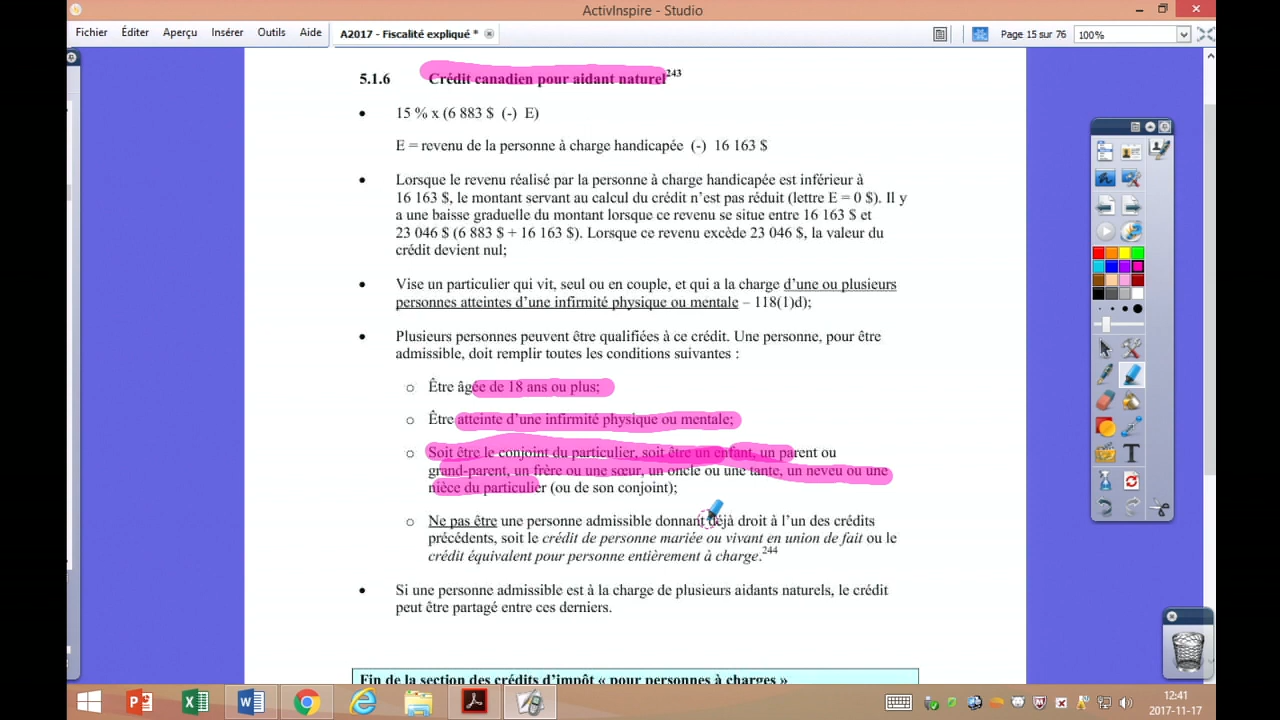 ActivInspire - Studio
Fichier Éditer Aperçu Insérer Outils Aide
A2017 - Fiscalité expliqué *
Page 15 sur 76
100%
5.1.6 Crédit canadien pour aidant naturel243
• 15 % x (6 883 $ (-) E)
E = revenu de la personne à charge handicapée (-) 16 163 $
• Lorsque le revenu réalisé par la personne à charge handicapée est inférieur à
16 163 $, le montant servant au calcul du crédit n'est pas réduit (lettre E = 0 $). Il y
a une baisse graduelle du montant lorsque ce revenu se situe entre 16 163 $ et
23 046 $ (6 883 $ + 16 163 $). Lorsque ce revenu excède 23 046 $, la valeur du
crédit devient nul;
• Vise un particulier qui vit, seul ou en couple, et qui a la charge d'une ou plusieurs
personnes atteintes d'une infirmité physique ou mentale – 118(1)d);
• Plusieurs personnes peuvent être qualifiées à ce crédit. Une personne, pour être
admissible, doit remplir toutes les conditions suivantes :
o Être âgée de 18 ans ou plus;
o Être atteinte d'une infirmité physique ou mentale;
o Soit être le conjoint du particulier, soit être un enfant, un parent ou
grand-parent, un frère ou une sœur, un oncle ou une tante, un neveu ou une
nièce du particulier (ou de son conjoint);
o Ne pas être une personne admissible donnant déjà droit à l'un des crédits
précédents, soit le crédit de personne mariée ou vivant en union de fait ou le
crédit équivalent pour personne entièrement à charge.244
• Si une personne admissible est à la charge de plusieurs aidants naturels, le crédit
peut être partagé entre ces derniers.
Fin de la section des crédits d'impôt « pour personnes à charges »
12:41
2017-11-17